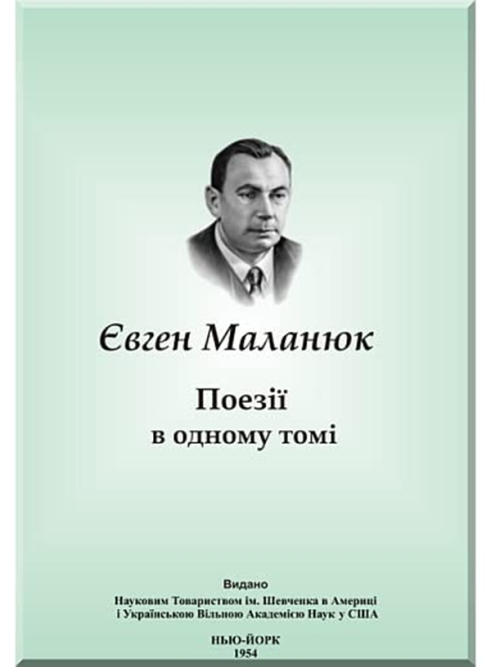 Євген Маланюк
Поезії
в одному томі
Видано
Науковим Товариством ім. Шевченка в Америці
і Українською Вільною Академією Наук у США
НЬЮ-ЙОРК
1954